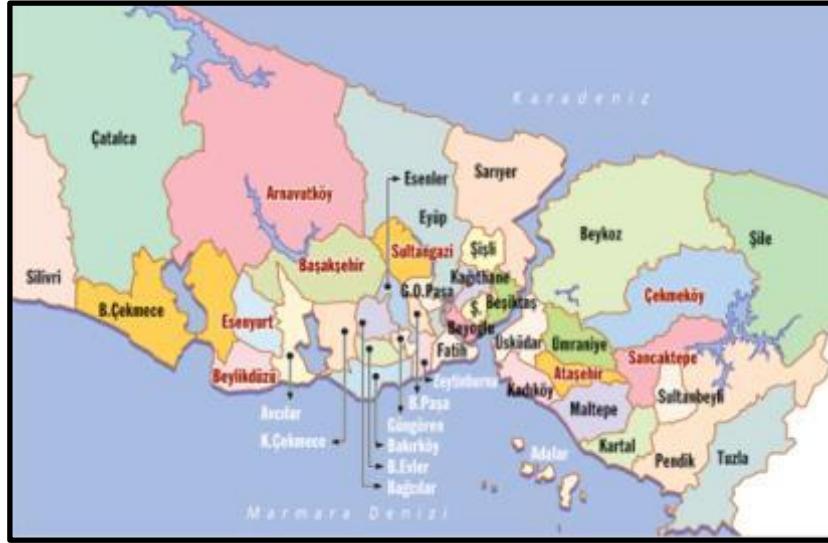 Karadeniz
Çatalca
Esenler
Sarıyer
Arnavatköy
Eyüp
Beykoz
Şile
Şişli
Sultangazi
Silivri
Başakşehir
Kağıthane
Çekmeköy
B.Çekmece
G.O.Paşa
Ş.
Beşiktaş
Esenyurt
Beyoğlu
Üsküdar
Ümraniye
Fatih
Sancaktepe
Beylikdüzü
Zeytinburnu
Kadıköy
Ataşehir
Sultanbeyli
Avcılar
B.Paşa
Maltepe
Güngören
K.Çekmece
Bakırköy
Adalar
Kartal
B.Evler
Pendik
Tuzla
Bağcılar
Marmara Denizi